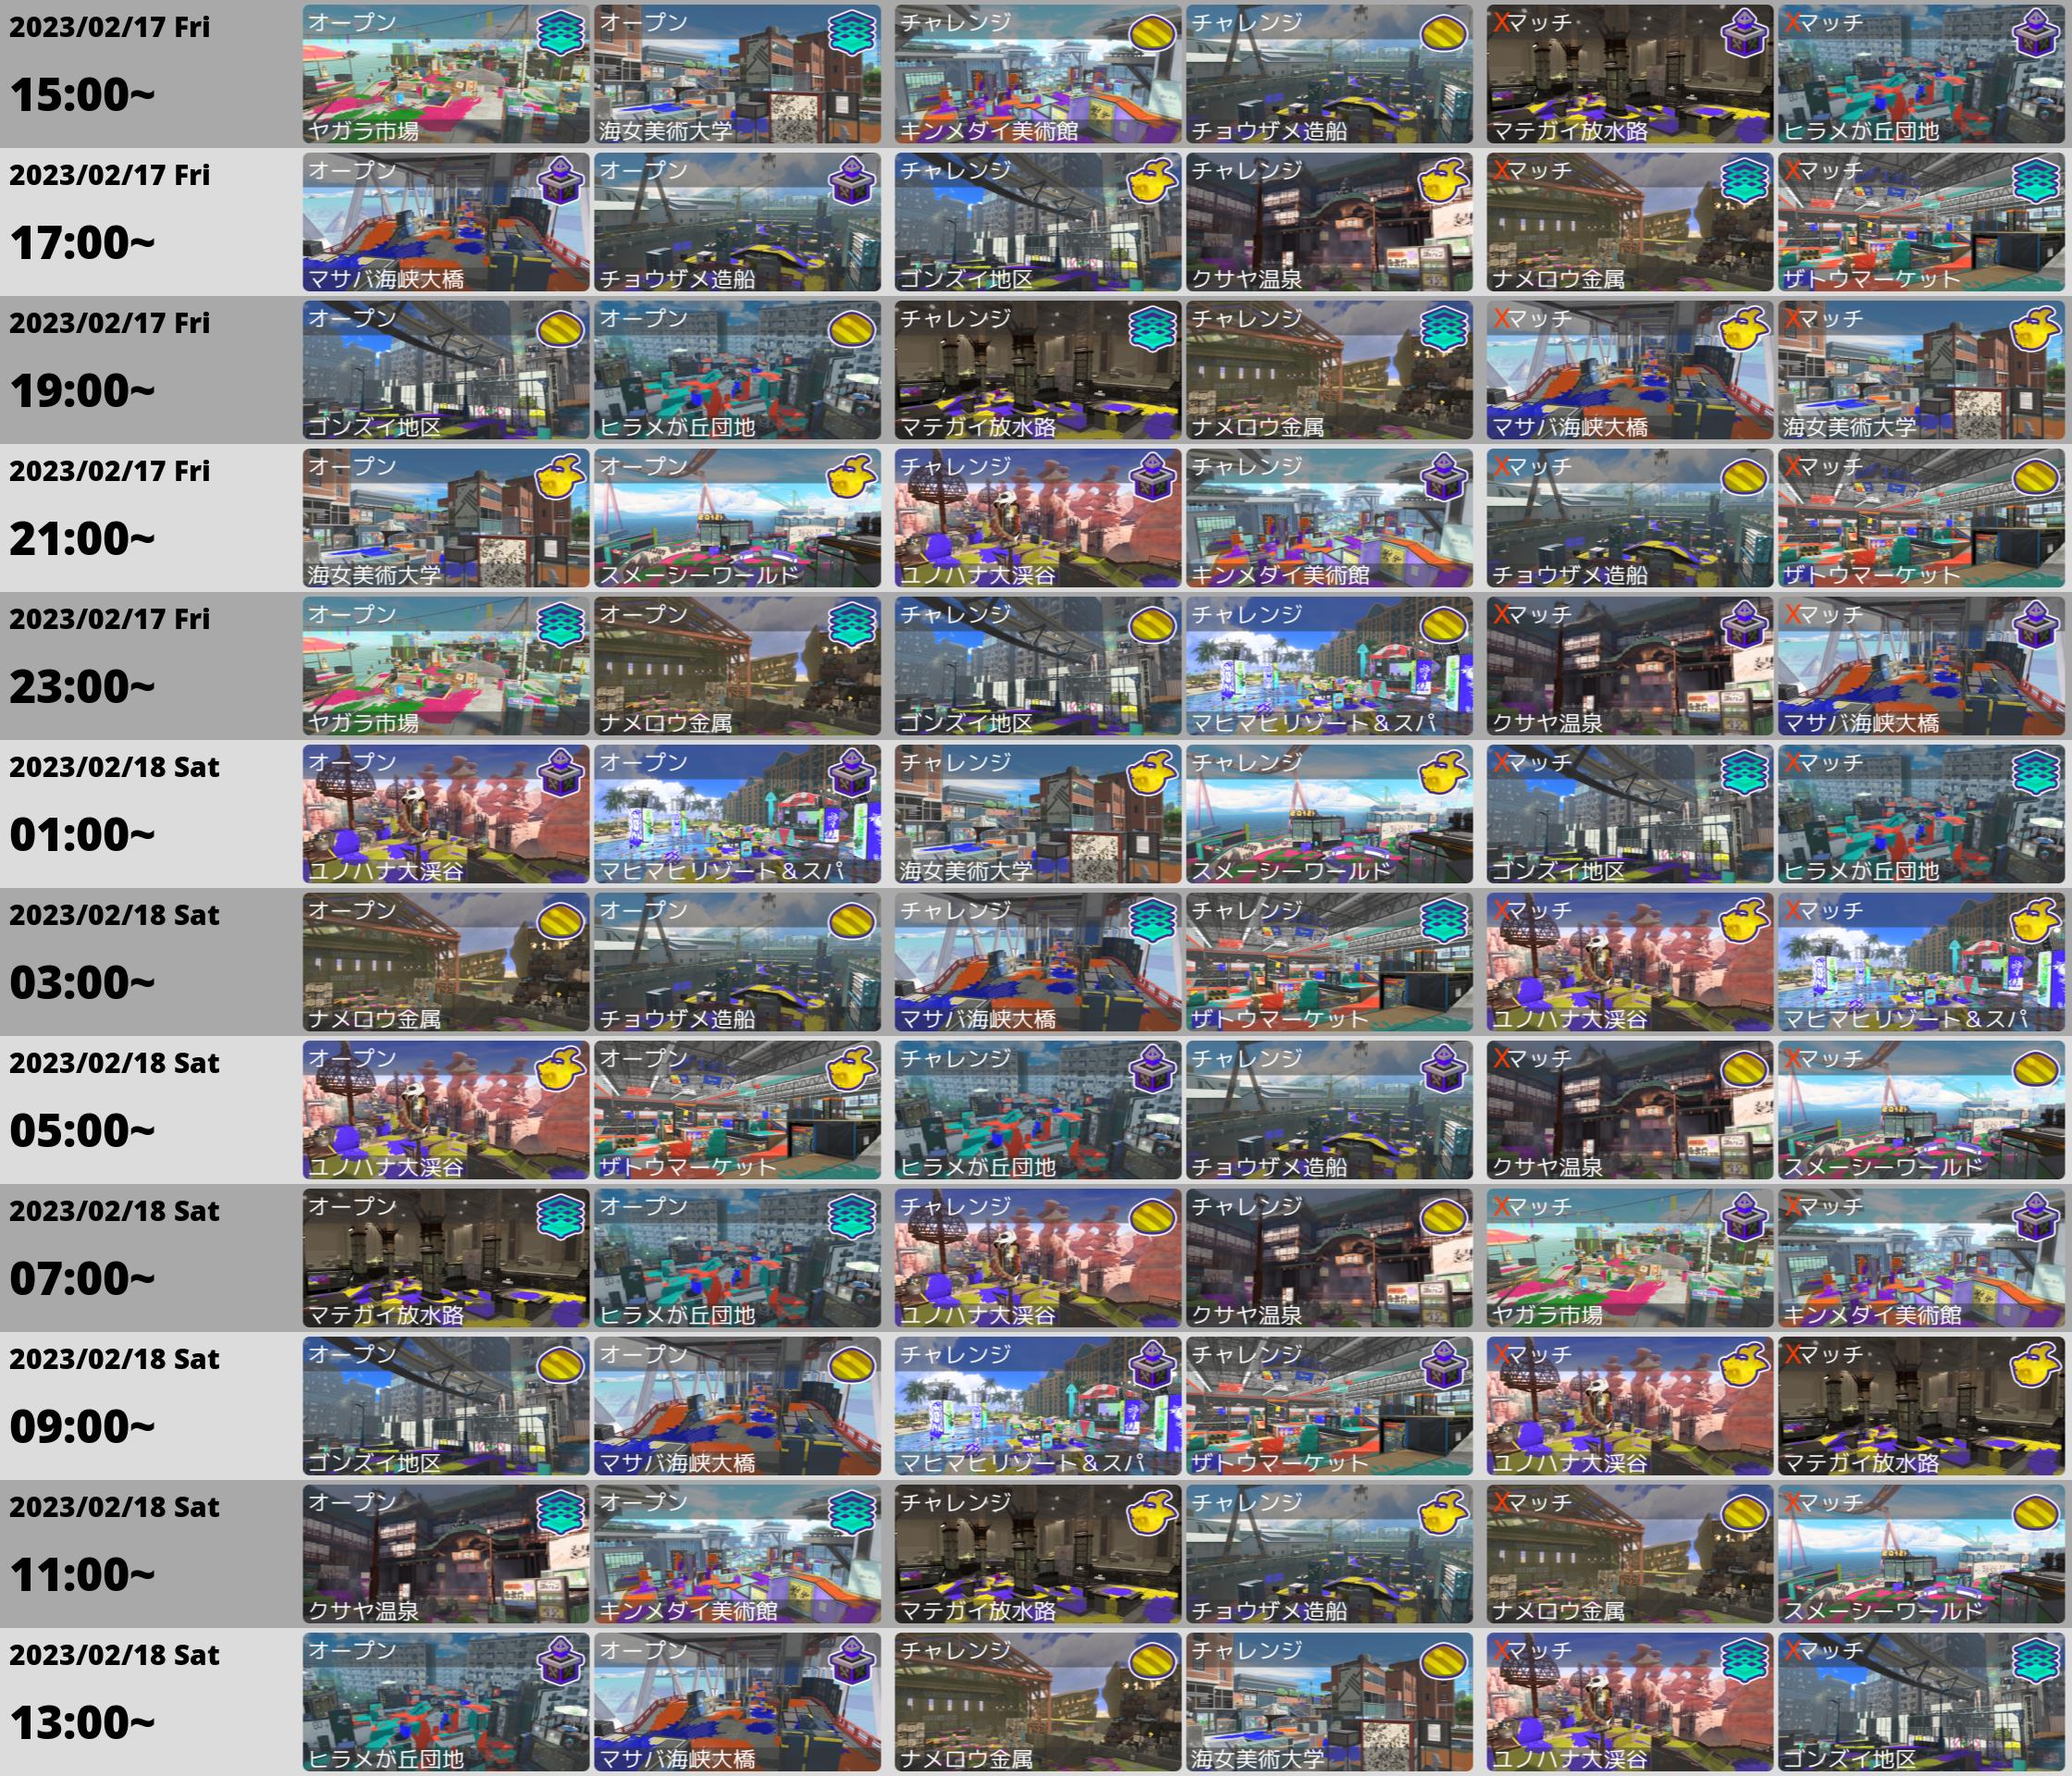 2023/02/17 Fri
15:00~
オープン ヤガラ市場
オープン 海女美術大学
チャレンジ キンメダイ美術館
チャレンジ チョウザメ造船
Xマッチ マテガイ放水路
Xマッチ ヒラメが丘団地
2023/02/17 Fri
17:00~
オープン マサバ海峡大橋
オープン チョウザメ造船
チャレンジ ゴンズイ地区
チャレンジ クサヤ温泉
Xマッチ ナメロウ金属
Xマッチ ザトウマーケット
2023/02/17 Fri
19:00~
オープン ゴンズイ地区
オープン ヒラメが丘団地
チャレンジ マテガイ放水路
チャレンジ ナメロウ金属
Xマッチ マサバ海峡大橋
Xマッチ 海女美術大学
2023/02/17 Fri
21:00~
オープン 海女美術大学
オープン スメーシーワールド
チャレンジ ユノハナ大渓谷
チャレンジ キンメダイ美術館
Xマッチ チョウザメ造船
Xマッチ ザトウマーケット
2023/02/17 Fri
23:00~
オープン ヤガラ市場
オープン ナメロウ金属
チャレンジ ゴンズイ地区
チャレンジ マヒマヒリゾート＆スパ
Xマッチ クサヤ温泉
Xマッチ マサバ海峡大橋
2023/02/18 Sat
01:00~
オープン ユノハナ大渓谷
オープン マヒマヒリゾート＆スパ
チャレンジ 海女美術大学
チャレンジ スメーシーワールド
Xマッチ ゴンズイ地区
Xマッチ ヒラメが丘団地
2023/02/18 Sat
03:00~
オープン ナメロウ金属
オープン チョウザメ造船
チャレンジ マサバ海峡大橋
チャレンジ ザトウマーケット
Xマッチ ユノハナ大渓谷
Xマッチ マヒマヒリゾート＆スパ
2023/02/18 Sat
05:00~
オープン ユノハナ大渓谷
オープン ザトウマーケット
チャレンジ ヒラメが丘団地
チャレンジ チョウザメ造船
Xマッチ クサヤ温泉
Xマッチ スメーシーワールド
2023/02/18 Sat
07:00~
オープン マテガイ放水路
オープン ヒラメが丘団地
チャレンジ ユノハナ大渓谷
チャレンジ クサヤ温泉
Xマッチ ヤガラ市場
Xマッチ キンメダイ美術館
2023/02/18 Sat
09:00~
オープン ゴンズイ地区
オープン マサバ海峡大橋
チャレンジ マヒマヒリゾート＆スパ
チャレンジ ザトウマーケット
Xマッチ ユノハナ大渓谷
Xマッチ マテガイ放水路
2023/02/18 Sat
11:00~
オープン クサヤ温泉
オープン キンメダイ美術館
チャレンジ マテガイ放水路
チャレンジ チョウザメ造船
Xマッチ ナメロウ金属
Xマッチ スメーシーワールド
2023/02/18 Sat
13:00~
オープン ヒラメが丘団地
オープン マサバ海峡大橋
チャレンジ ナメロウ金属
チャレンジ 海女美術大学
Xマッチ ユノハナ大渓谷
Xマッチ ゴンズイ地区